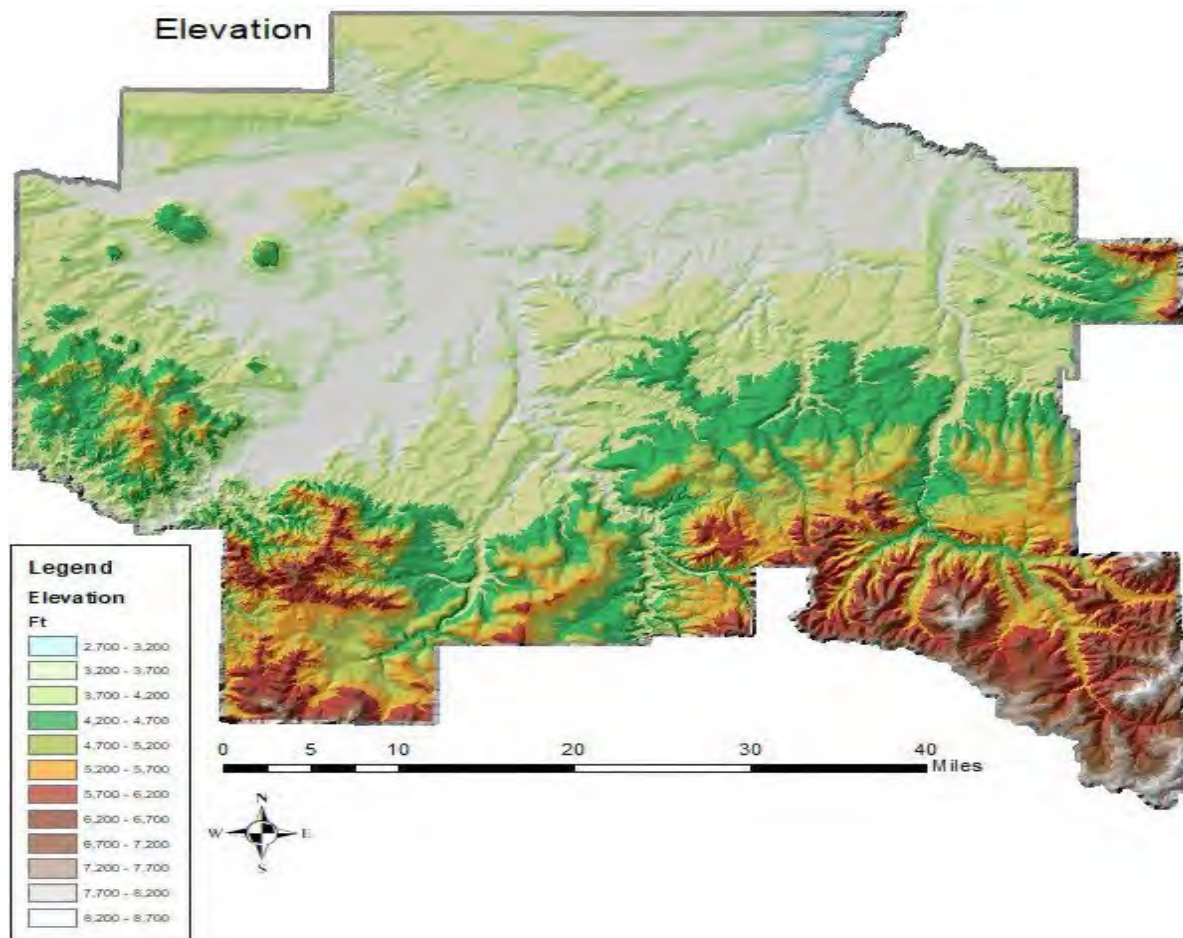 Elevation
Legend
Elevation
Ft
2,700 - 3,200
3,200 - 3,700
3,700 - 4,200
4,200 - 4,700
4,700 - 5,200
5,200 - 5,700
5,700 - 6,200
6,200 - 6,700
6,700 - 7,200
7,200 - 7,700
7,700 - 8,200
8,200 - 8,700
0 5 10 20 30 40
Miles
N
W E
S